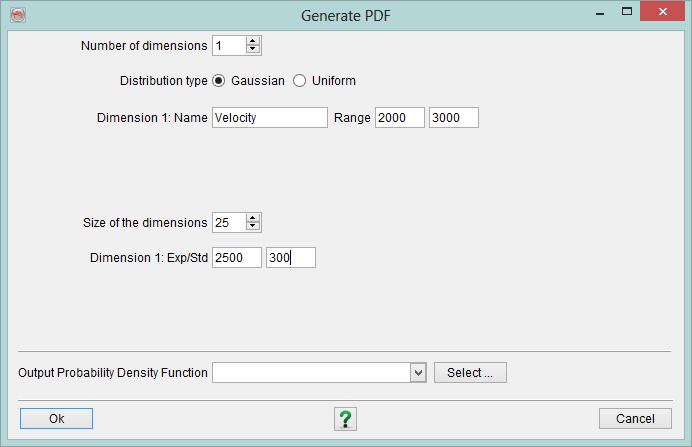 Generate PDF
Number of dimensions 1
Distribution type Gaussian Uniform
Dimension 1: Name Velocity Range 2000 3000
Size of the dimensions 25
Dimension 1: Exp/Std 2500 300
Output Probability Density Function Select ...
Ok ? Cancel